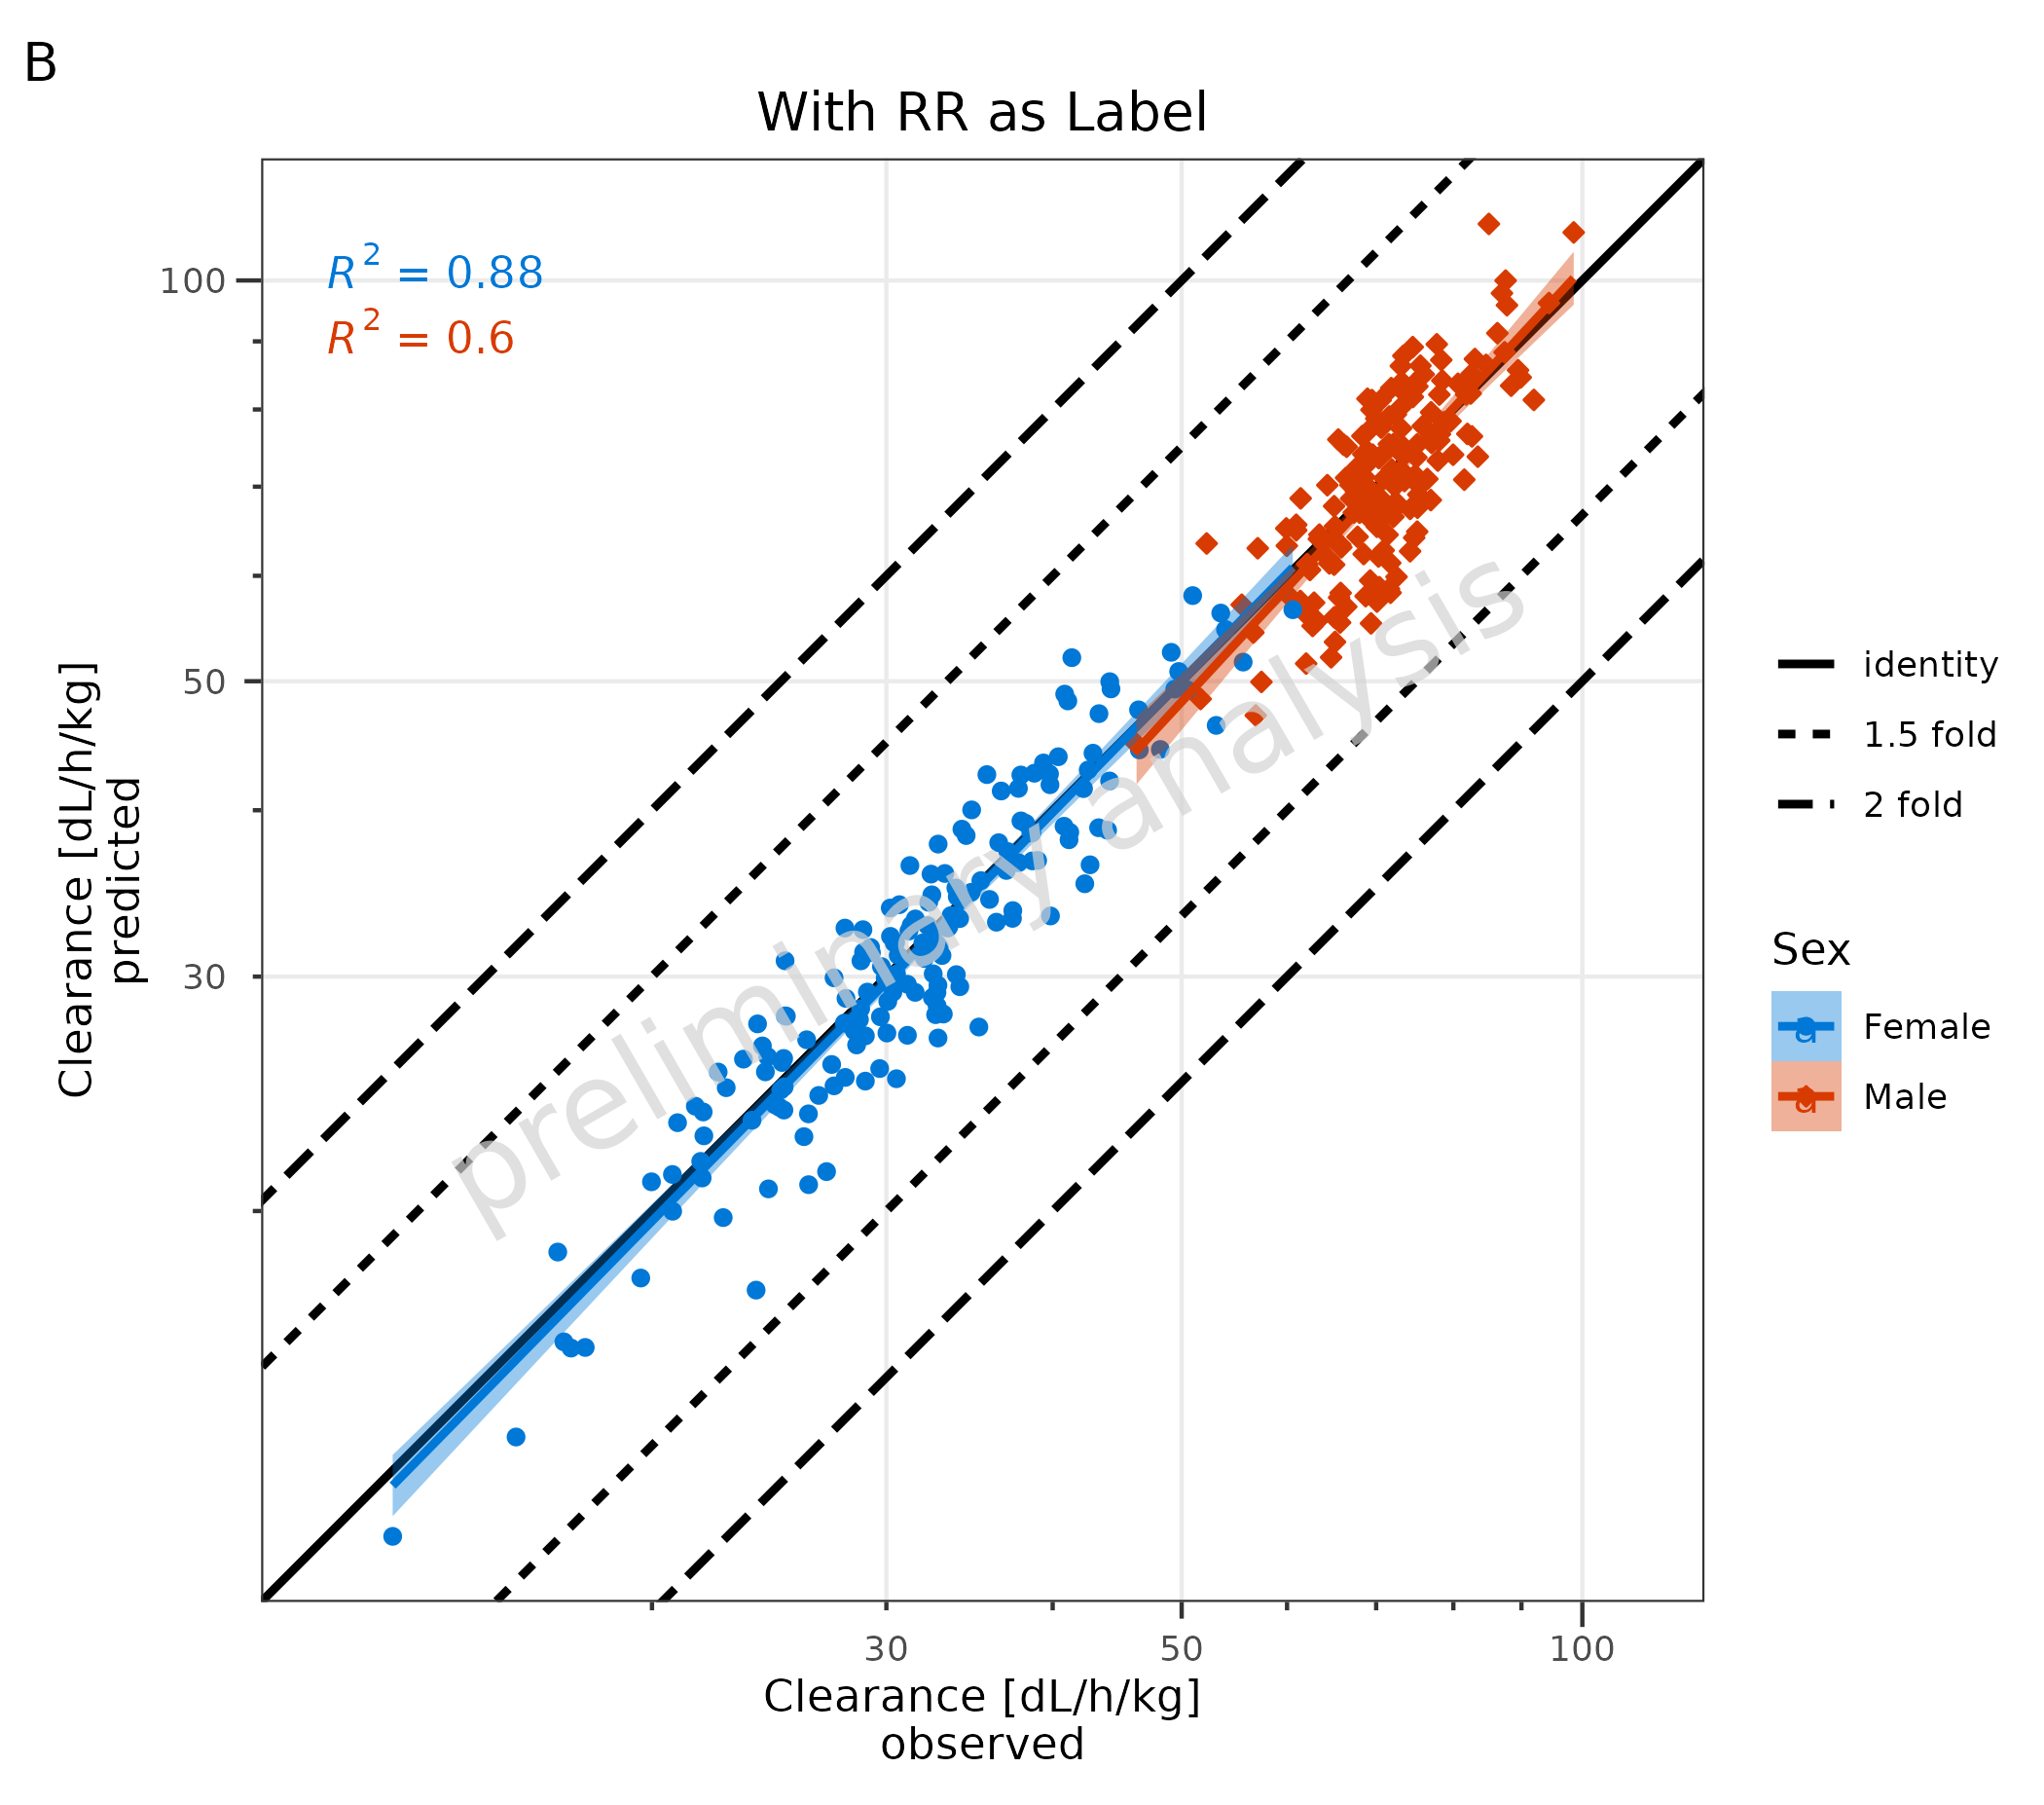 B
With RR as Label
R² = 0.88
R² = 0.6
100
50
30
Clearance [dL/h/kg]
predicted
preliminary analysis
30
50
100
Clearance [dL/h/kg]
observed
identity
1.5 fold
2 fold
Sex
a Female
a Male